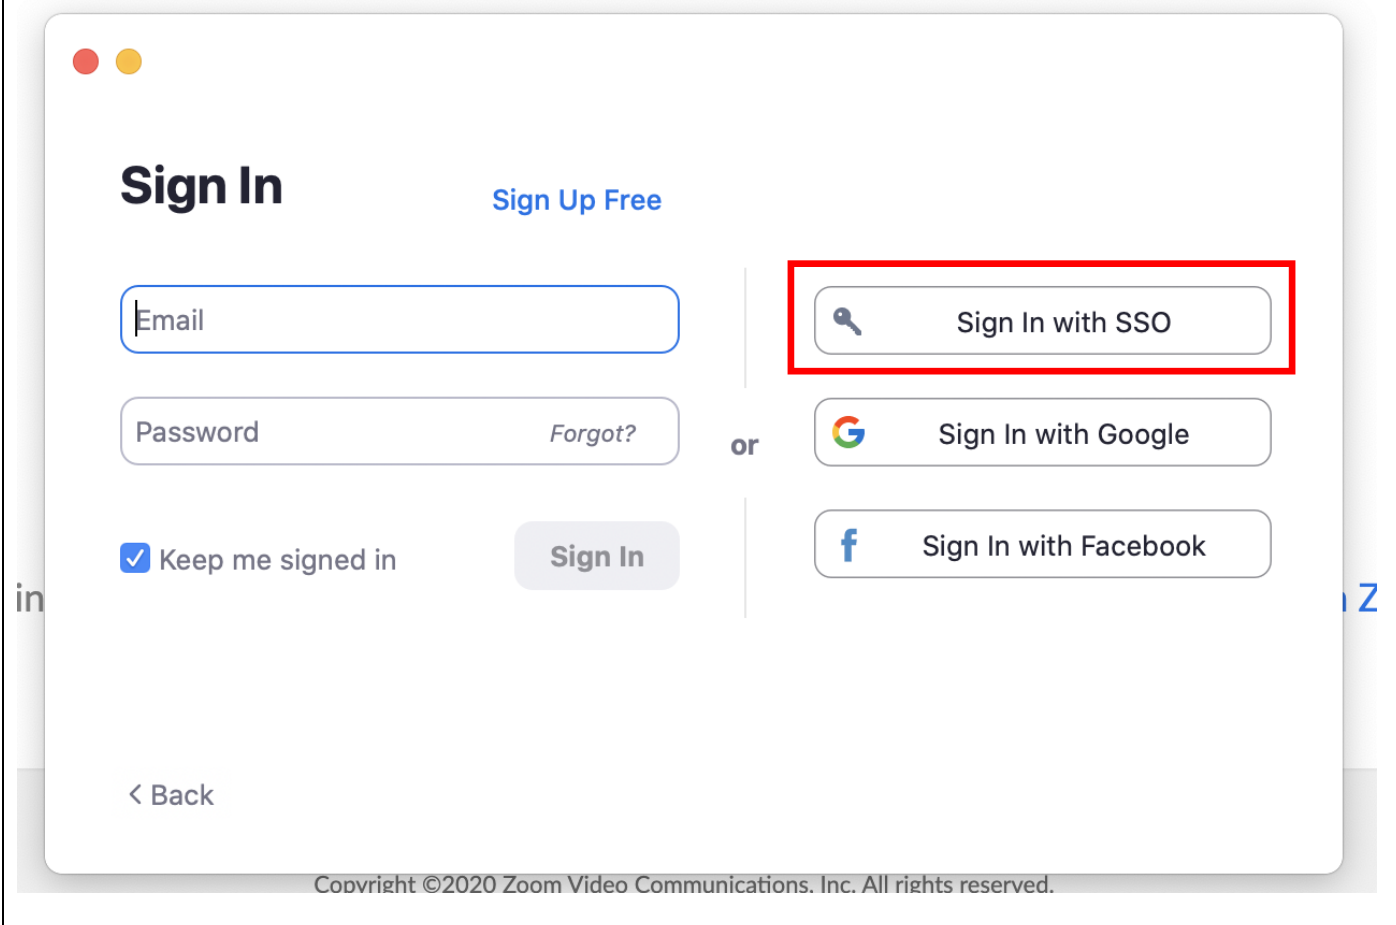 Sign In
Sign Up Free
Email
Password
Forgot?
Keep me signed in
Sign In
or
Sign In with SSO
Sign In with Google
Sign In with Facebook
in
Z
< Back
Copyright ©2020 Zoom Video Communications, Inc. All rights reserved.